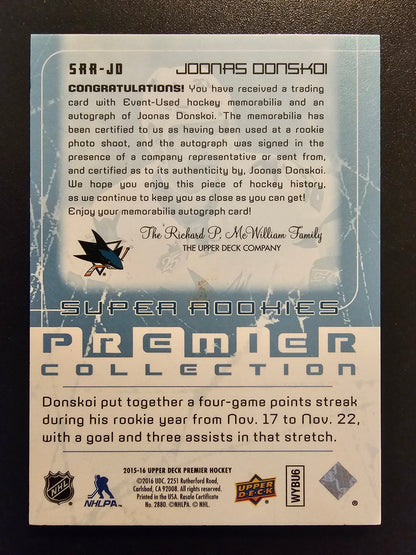 SRR-JD JOONAS DONSKOI
CONGRATULATIONS! You have received a trading
card with Event-Used hockey memorabilia and an
autograph of Joonas Donskoi. The memorabilia has
been certified to us as having been used at a rookie
photo shoot, and the autograph was signed in the
presence of a company representative or sent from,
and certified as to its authenticity by, Joonas Donskoi.
We hope you enjoy this piece of hockey history,
as we continue to keep you as close as you can get!
Enjoy your memorabilia autograph card!
The Richard P. McWilliam Family
THE UPPER DECK COMPANY
SUPER ROOKIES
PREMIER
COLLECTION
Donskoi put together a four-game points streak
during his rookie year from Nov. 17 to Nov. 22,
with a goal and three assists in that stretch.
2015-16 UPPER DECK PREMIER HOCKEY
©2016 UDC. 2251 Rutherford Road,
Carlsbad, CA 92008. All rights reserved.
Printed in the USA. Resale Certificate
No. 2880. ©NHLPA. © NHL.
NHL
NHLPA
UPPER
DECK
WYBU6
®